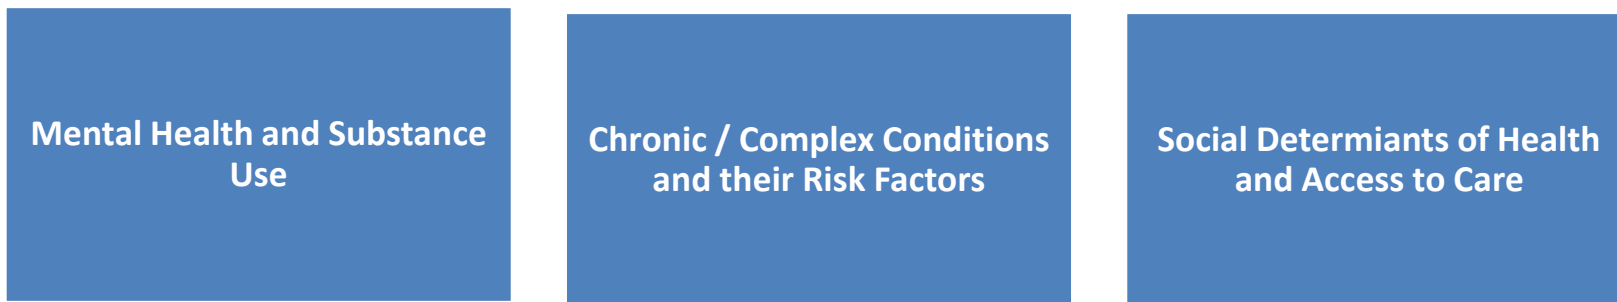 Mental Health and Substance
Use
Chronic / Complex Conditions
and their Risk Factors
Social Determiants of Health
and Access to Care